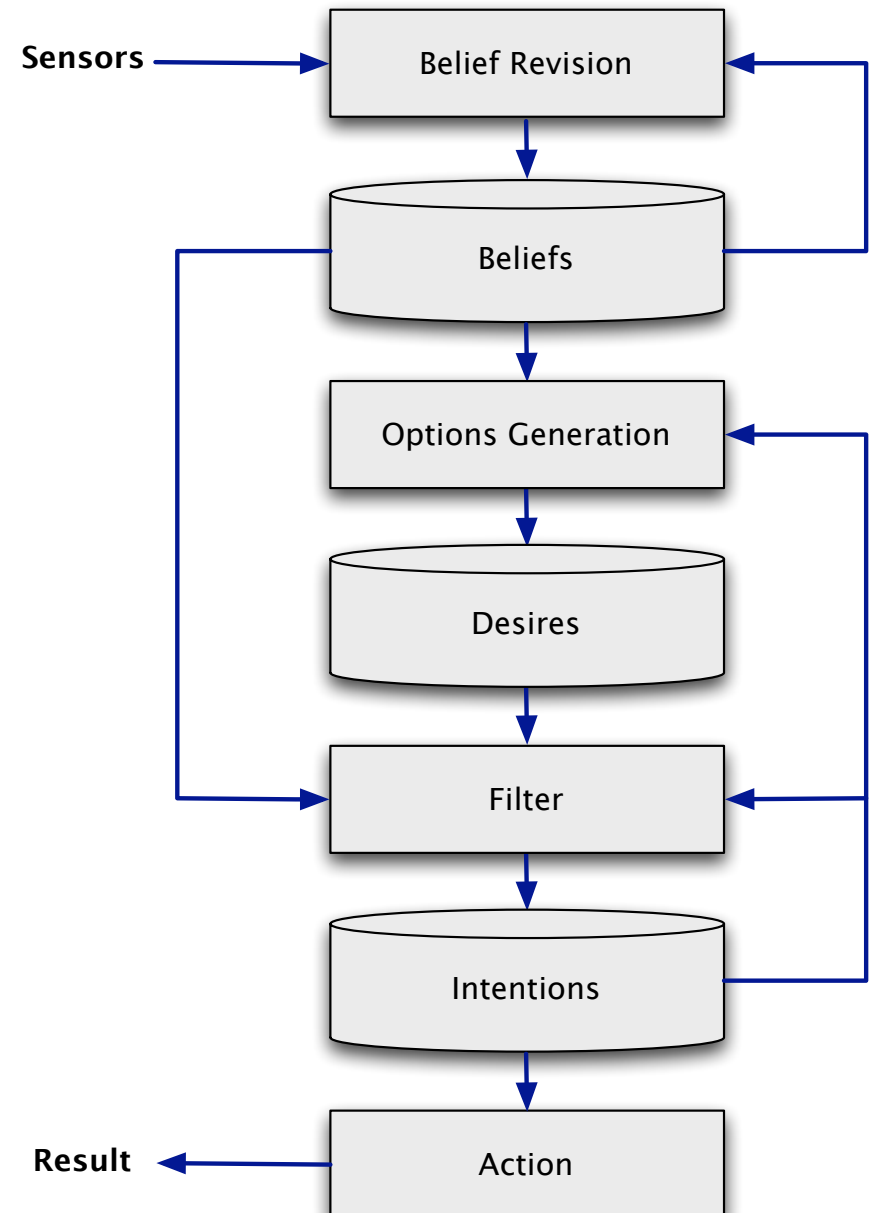 Sensors
Belief Revision
Beliefs
Options Generation
Desires
Filter
Intentions
Result
Action